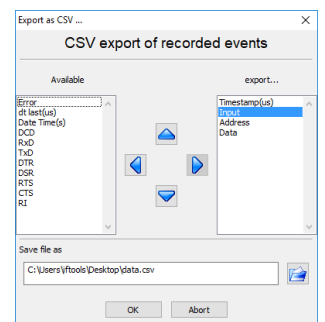 Export as CSV ...
CSV export of recorded events
Available
export...
Error
dt last(us)
Date Time(s)
DCD
RxD
TxD
DTR
DSR
RTS
CTS
RI
Timestamp(us)
Input
Address
Data
Save file as
C:\Users\iftools\Desktop\data.csv
OK
Abort